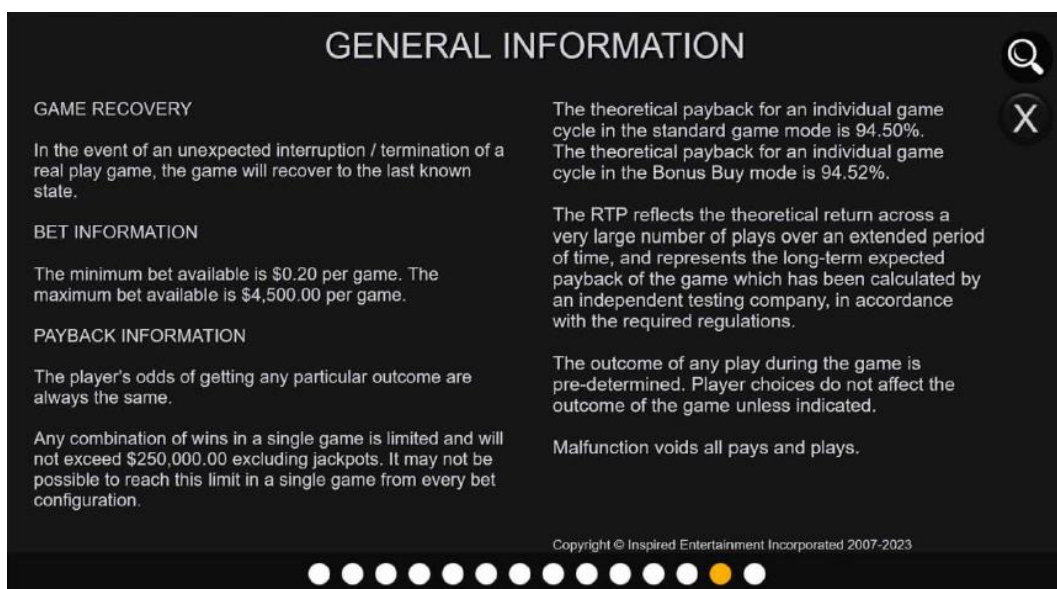 GENERAL INFORMATION
GAME RECOVERY
In the event of an unexpected interruption / termination of a
real play game, the game will recover to the last known
state.
BET INFORMATION
The minimum bet available is $0.20 per game. The
maximum bet available is $4,500.00 per game.
PAYBACK INFORMATION
The player's odds of getting any particular outcome are
always the same.
Any combination of wins in a single game is limited and will
not exceed $250,000.00 excluding jackpots. It may not be
possible to reach this limit in a single game from every bet
configuration.
The theoretical payback for an individual game
cycle in the standard game mode is 94.50%.
The theoretical payback for an individual game
cycle in the Bonus Buy mode is 94.52%.
The RTP reflects the theoretical return across a
very large number of plays over an extended period
of time, and represents the long-term expected
payback of the game which has been calculated by
an independent testing company, in accordance
with the required regulations.
The outcome of any play during the game is
pre-determined. Player choices do not affect the
outcome of the game unless indicated.
Malfunction voids all pays and plays.
Copyright © Inspired Entertainment Incorporated 2007-2023
X